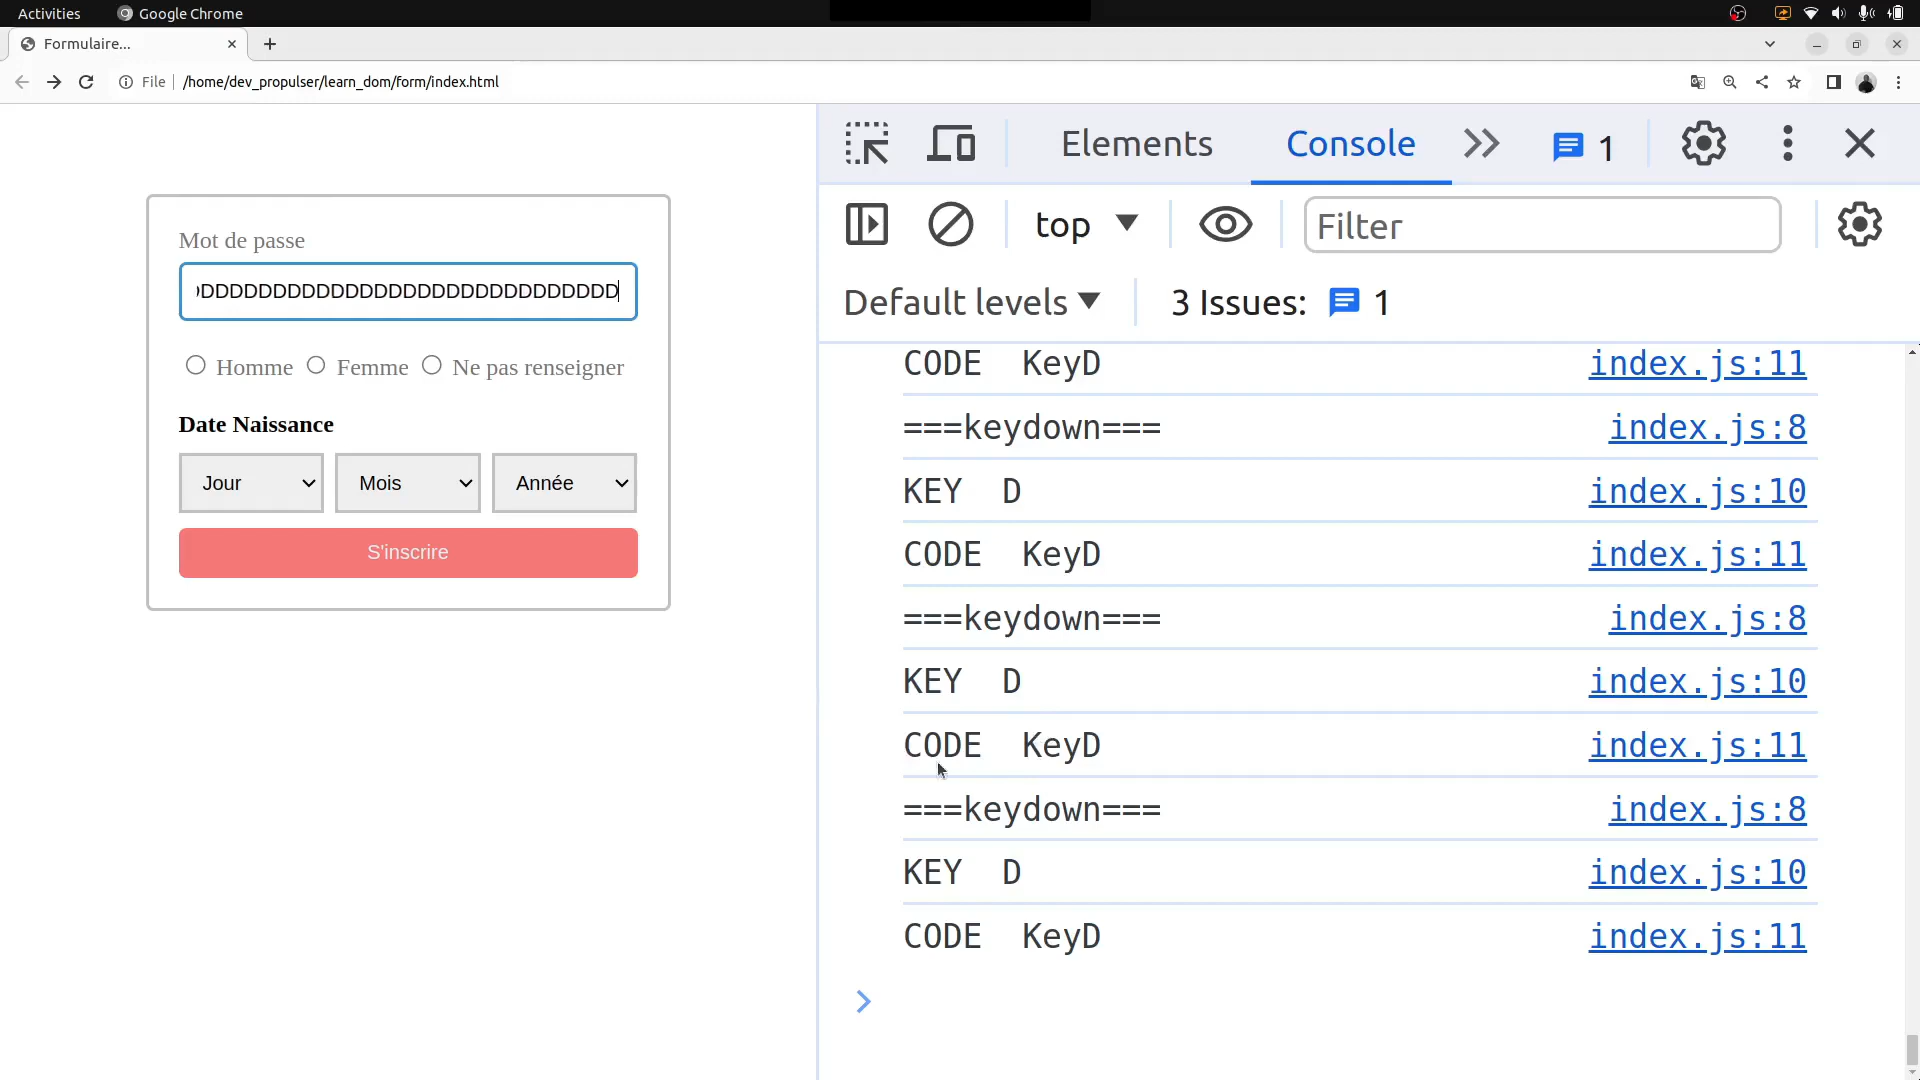 Activities Google Chrome
Formulaire...
File /home/dev_propulser/learn_dom/form/index.html
Mot de passe
DDDDDDDDDDDDDDDDDDDDDDDDDDDDD
Homme Femme Ne pas renseigner
Date Naissance
Jour Mois Année
S'inscrire
Elements Console 1
top Filter
Default levels 3 Issues: 1
CODE KeyD index.js:11
===keydown=== index.js:8
KEY D index.js:10
CODE KeyD index.js:11
===keydown=== index.js:8
KEY D index.js:10
CODE KeyD index.js:11
===keydown=== index.js:8
KEY D index.js:10
CODE KeyD index.js:11